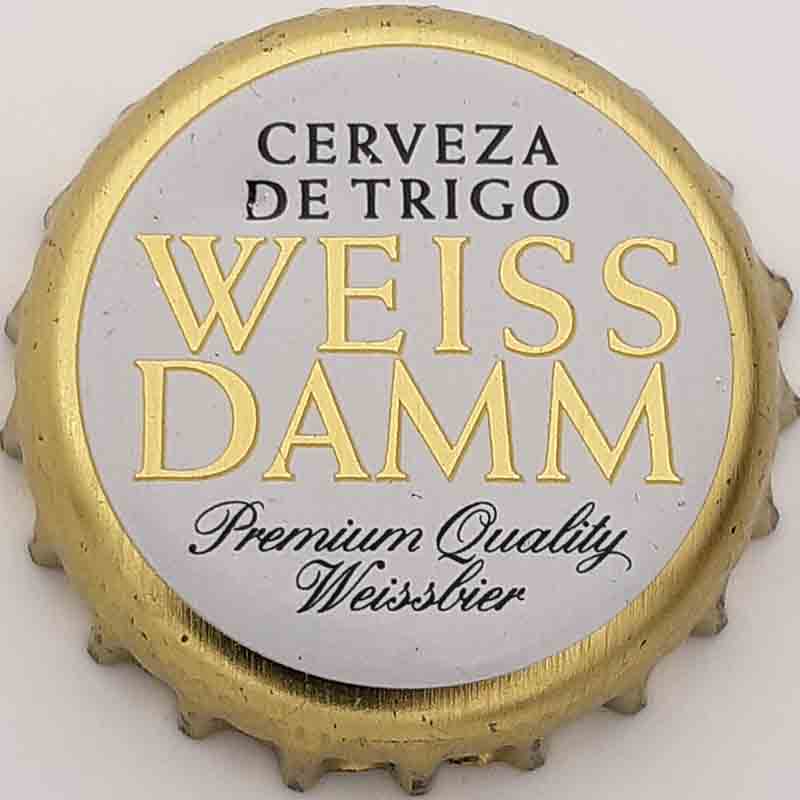 CERVEZA
DE TRIGO
WEISS
DAMM
Premium Quality
Weissbier